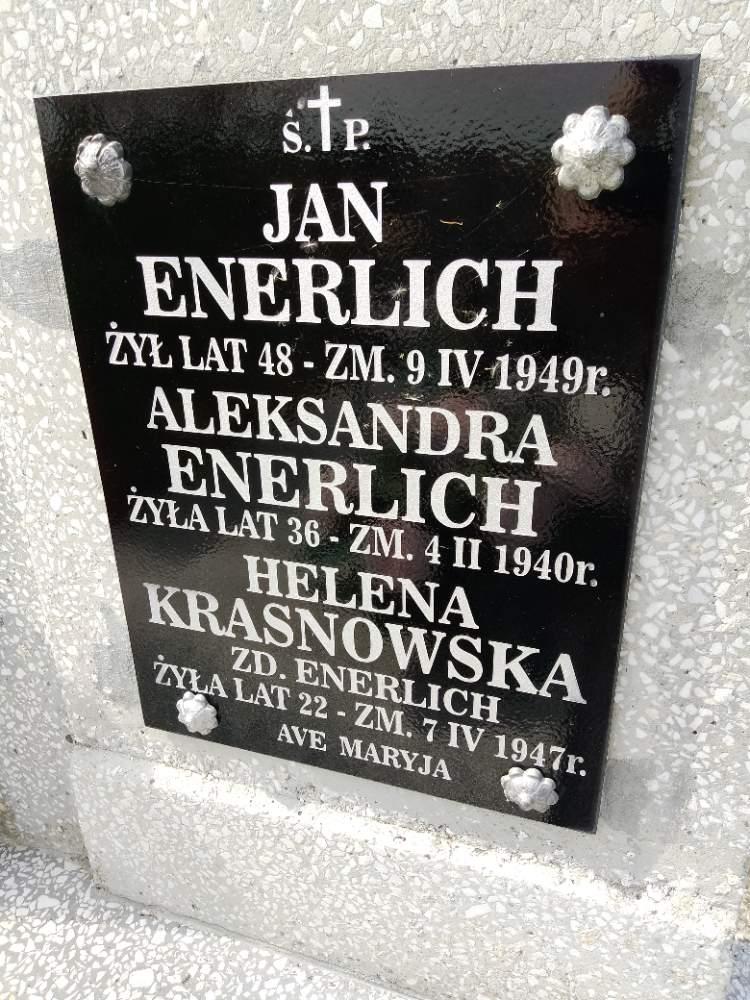 Ś. P.
JAN
ENERLICH
ŻYŁ LAT 48 - ZM. 9 IV 1949r.
ALEKSANDRA
ENERLICH
ŻYŁA LAT 36 - ZM. 4 II 1940r.
HELENA
KRASNOWSKA
ZD. ENERLICH
ŻYŁA LAT 22 - ZM. 7 IV 1947r.
AVE MARYJA